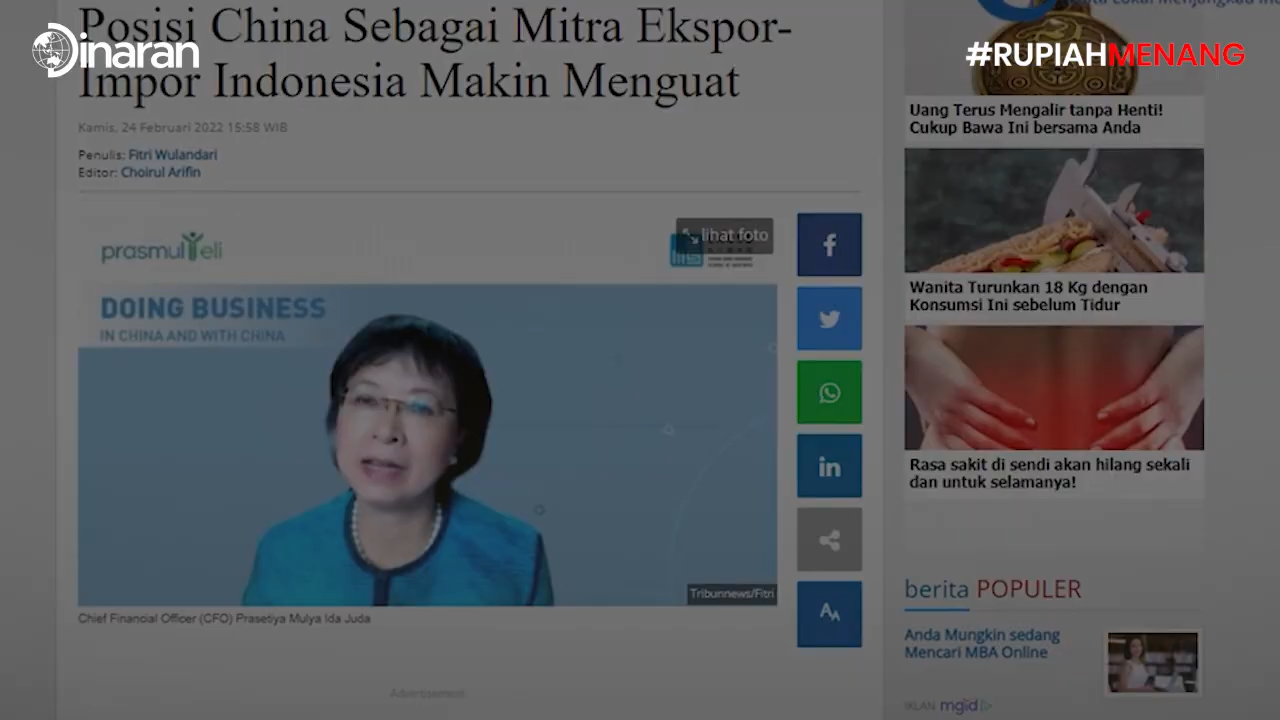 Dinaran
#RUPIAHMENANG
Posisi China Sebagai Mitra Ekspor-
Impor Indonesia Makin Menguat
Kamis, 24 Februari 2022 15:58 WIB
Penulis: Fitri Wulandari
Editor: Choirul Arifin
prasmul eli
lihat foto
DOING BUSINESS
IN CHINA AND WITH CHINA
Tribunnews/Fitri
Chief Financial Officer (CFO) Prasetiya Mulya Ida Juda
Advertisement
Uang Terus Mengalir tanpa Henti!
Cukup Bawa Ini bersama Anda
Wanita Turunkan 18 Kg dengan
Konsumsi Ini sebelum Tidur
Rasa sakit di sendi akan hilang sekali
dan untuk selamanya!
berita POPULER
Anda Mungkin sedang
Mencari MBA Online
IKLAN mgid